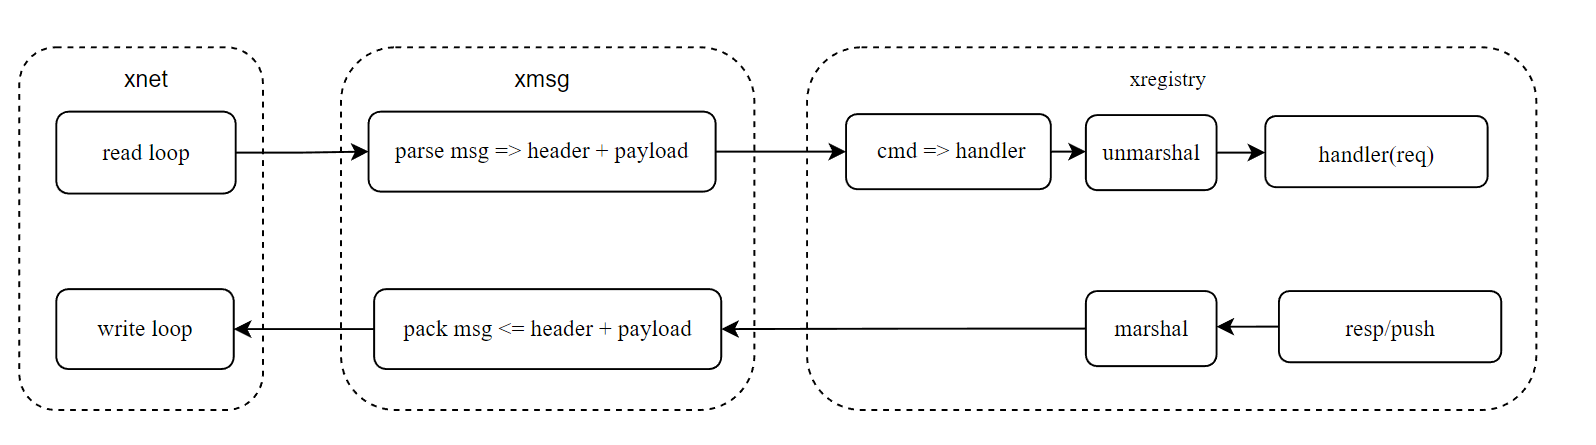 xnet
xmsg
xregistry
read loop
parse msg => header + payload
cmd => handler
unmarshal
handler(req)
write loop
pack msg <= header + payload
marshal
resp/push